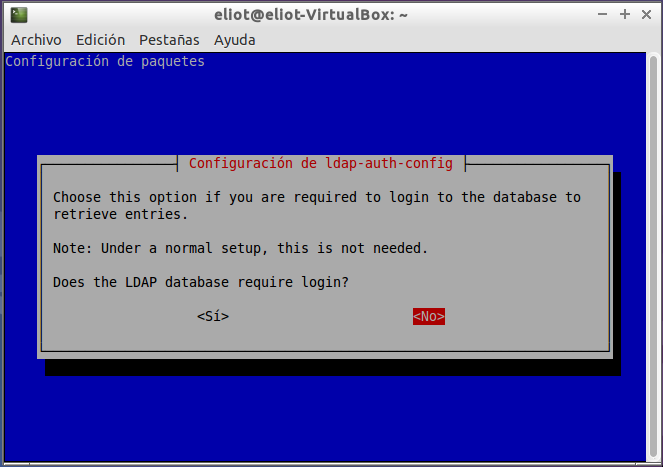 eliot@eliot-VirtualBox: ~
Archivo Edición Pestañas Ayuda
Configuración de paquetes
Configuración de ldap-auth-config
Choose this option if you are required to login to the database to
retrieve entries.
Note: Under a normal setup, this is not needed.
Does the LDAP database require login?
<Sí> <No>